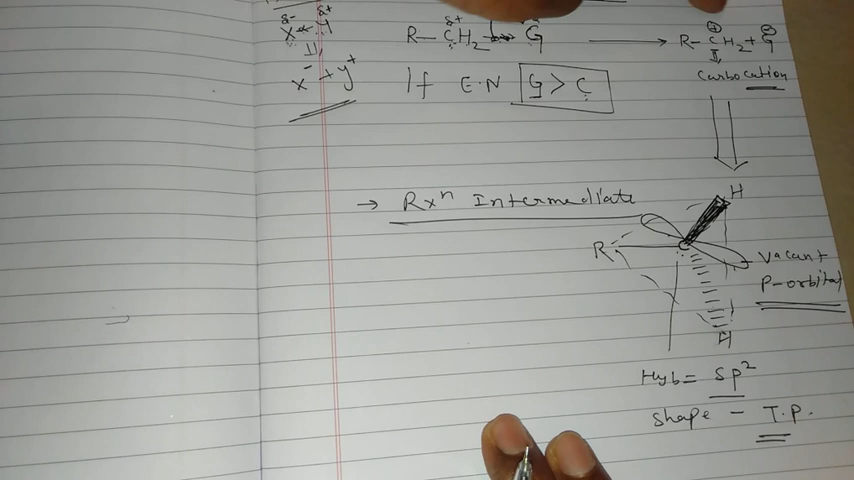 δ- δ+
X ← Y
X⁻ + Y⁺
R – CH₂ – G → R – CH₂ + G
δ+
⊕ ⊖
If E.N G > C
Carbocation
→ Rxⁿ Intermediate
H
R
C
Vacant
P-orbital
H
Hyb = SP²
Shape – T.P.